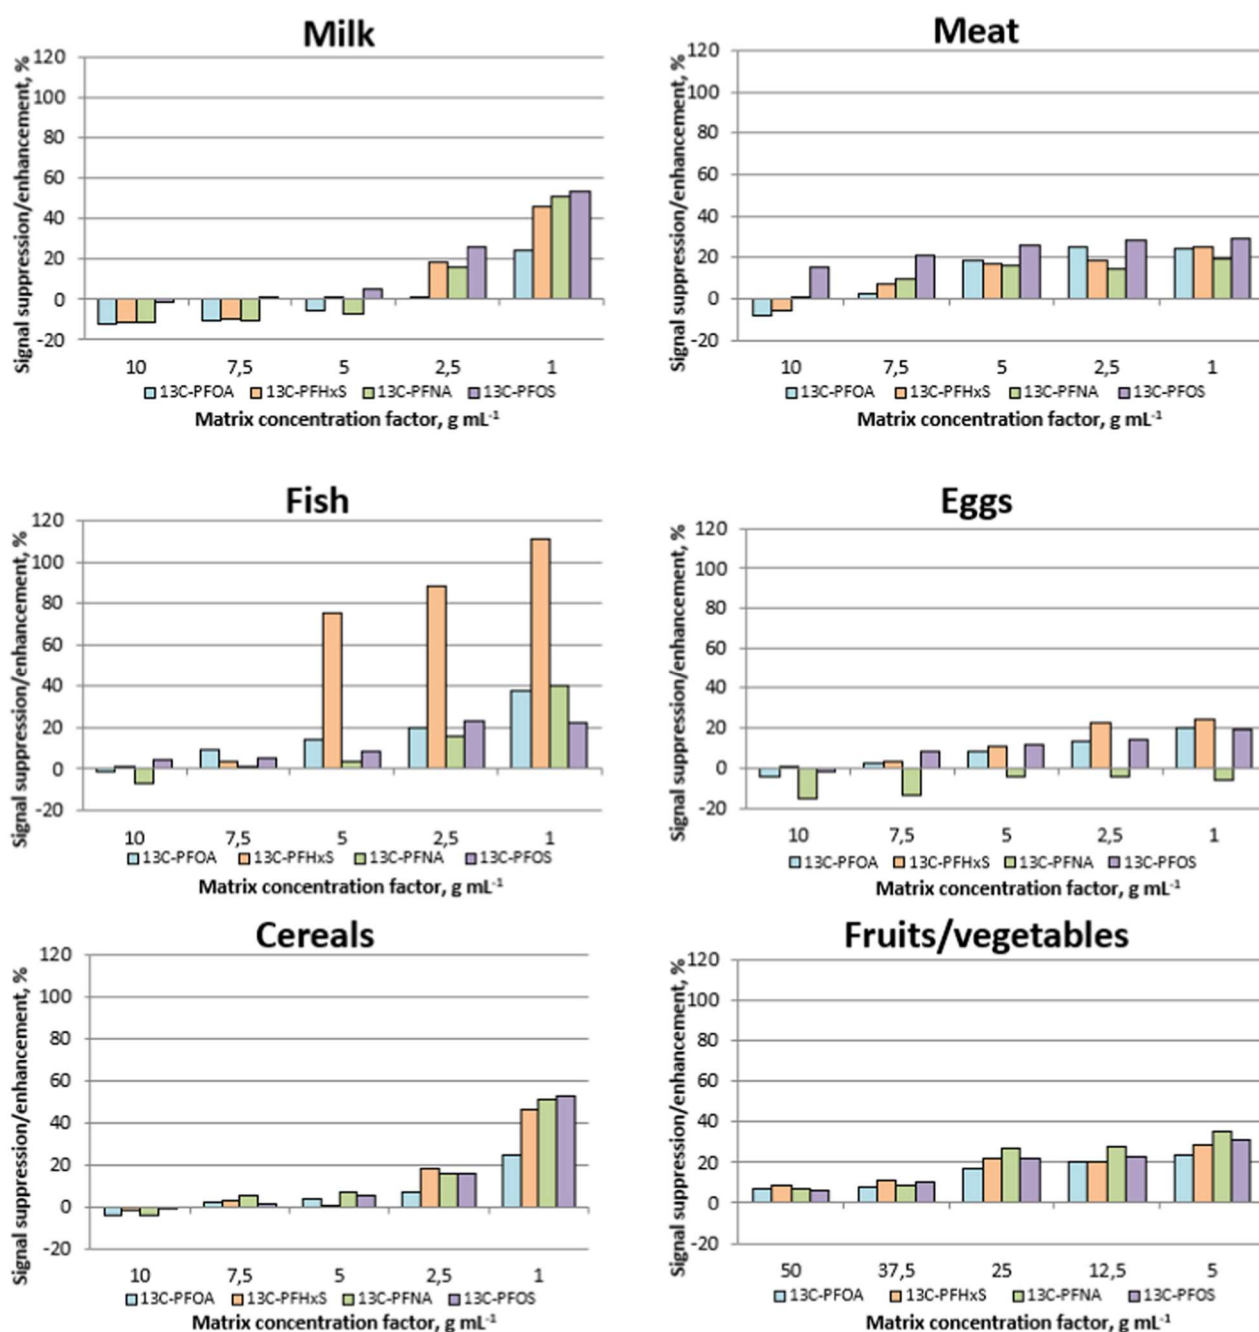 Milk
Signal suppression/enhancement, %
120
100
80
60
40
20
0
-20
10 7,5 5 2,5 1
13C-PFOA 13C-PFHxS 13C-PFNA 13C-PFOS
Matrix concentration factor, g mL⁻¹
Meat
Signal suppression/enhancement, %
120
100
80
60
40
20
0
-20
10 7,5 5 2,5 1
13C-PFOA 13C-PFHxS 13C-PFNA 13C-PFOS
Matrix concentration factor, g mL⁻¹
Fish
Signal suppression/enhancement, %
120
100
80
60
40
20
0
-20
10 7,5 5 2,5 1
13C-PFOA 13C-PFHxS 13C-PFNA 13C-PFOS
Matrix concentration factor, g mL⁻¹
Eggs
Signal suppression/enhancement, %
120
100
80
60
40
20
0
-20
10 7,5 5 2,5 1
13C-PFOA 13C-PFHxS 13C-PFNA 13C-PFOS
Matrix concentration factor, g mL⁻¹
Cereals
Signal suppression/enhancement, %
120
100
80
60
40
20
0
-20
10 7,5 5 2,5 1
13C-PFOA 13C-PFHxS 13C-PFNA 13C-PFOS
Matrix concentration factor, g mL⁻¹
Fruits/vegetables
Signal suppression/enhancement, %
120
100
80
60
40
20
0
-20
50 37,5 25 12,5 5
13C-PFOA 13C-PFHxS 13C-PFNA 13C-PFOS
Matrix concentration factor, g mL⁻¹